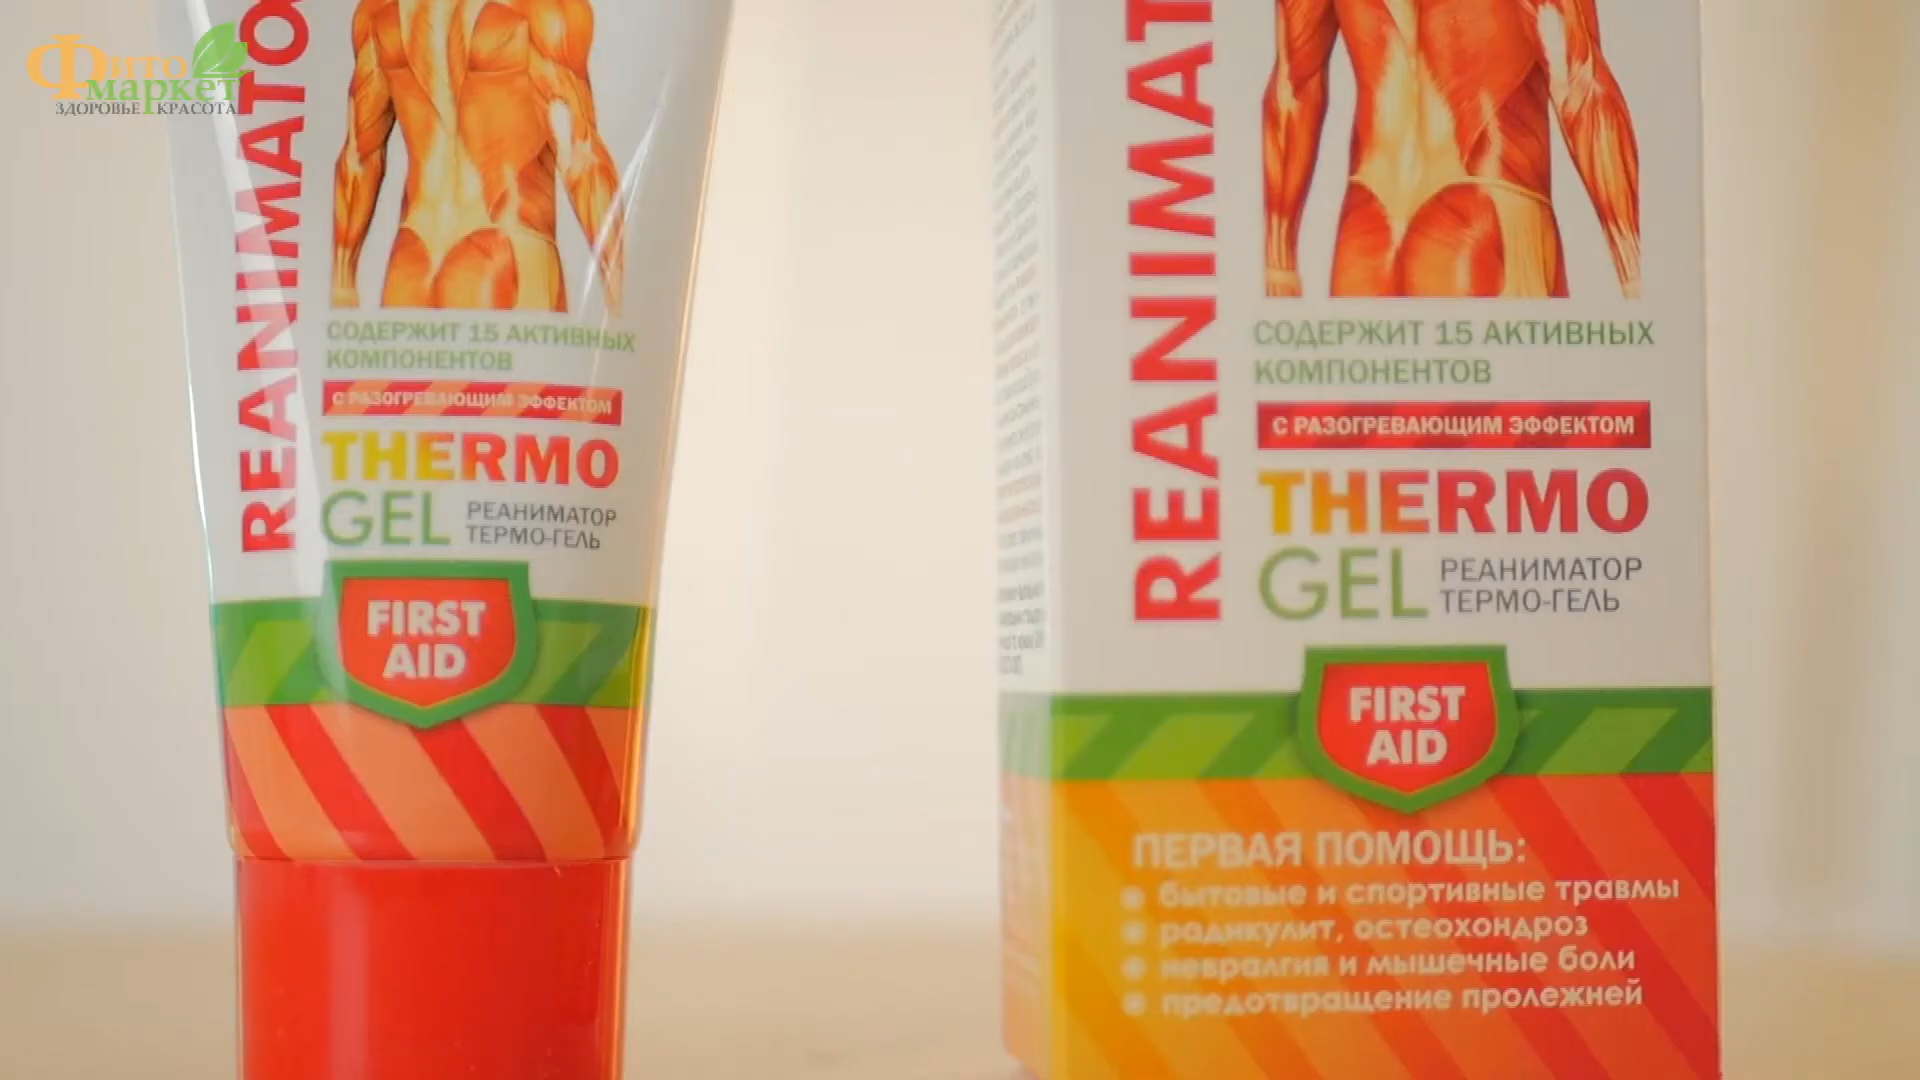 Фито
маркет
ЗДОРОВЬЕ КРАСОТА
REANIMATO
СОДЕРЖИТ 15 АКТИВНЫХ
КОМПОНЕНТОВ
С РАЗОГРЕВАЮЩИМ ЭФФЕКТОМ
THERMO
GEL
РЕАНИМАТОР
ТЕРМО-ГЕЛЬ
FIRST
AID
REANIMAT
СОДЕРЖИТ 15 АКТИВНЫХ
КОМПОНЕНТОВ
С РАЗОГРЕВАЮЩИМ ЭФФЕКТОМ
THERMO
GEL
РЕАНИМАТОР
ТЕРМО-ГЕЛЬ
FIRST
AID
ПЕРВАЯ ПОМОЩЬ:
бытовые и спортивные травмы
радикулит, остеохондроз
невралгия и мышечные боли
предотвращение пролежней